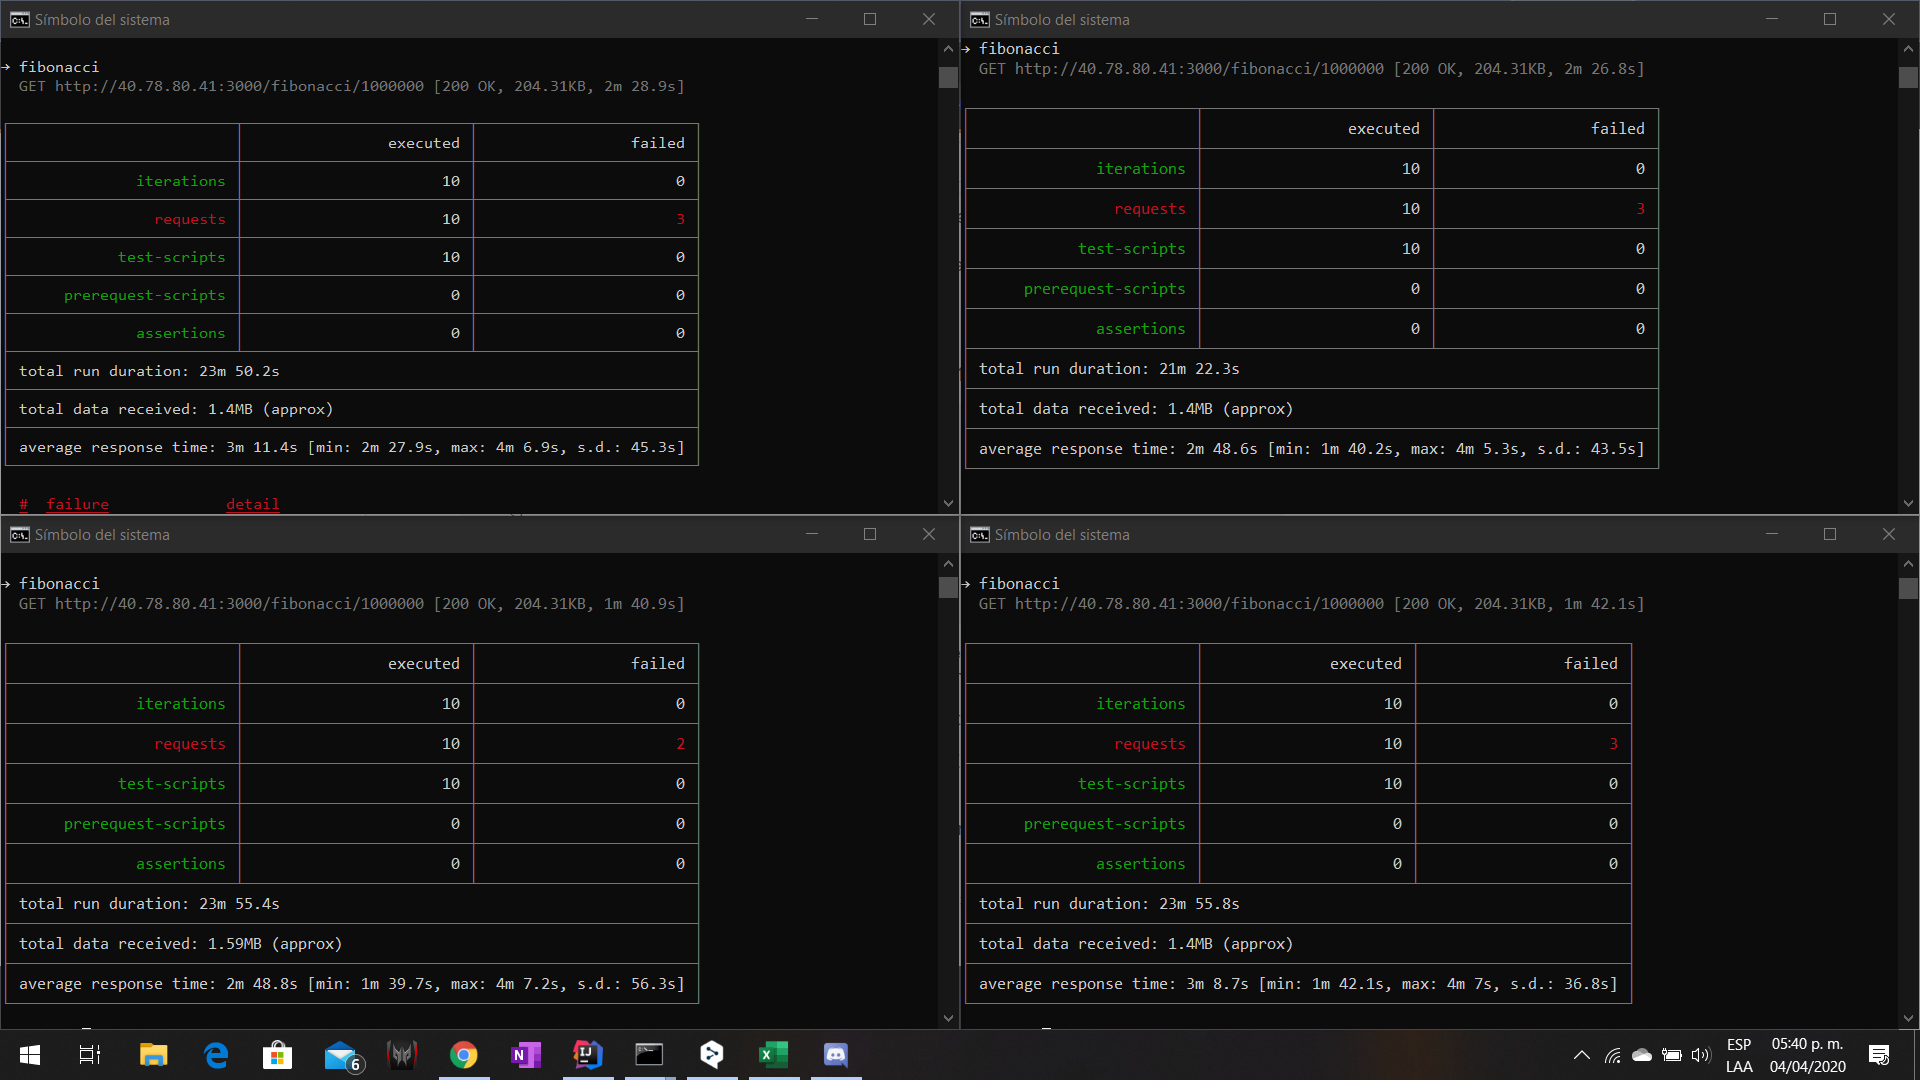 Símbolo del sistema
→ fibonacci
GET http://40.78.80.41:3000/fibonacci/1000000 [200 OK, 204.31KB, 2m 28.9s]
executed failed
iterations 10 0
requests 10 3
test-scripts 10 0
prerequest-scripts 0 0
assertions 0 0
total run duration: 23m 50.2s
total data received: 1.4MB (approx)
average response time: 3m 11.4s [min: 2m 27.9s, max: 4m 6.9s, s.d.: 45.3s]
# failure detail
Símbolo del sistema
→ fibonacci
GET http://40.78.80.41:3000/fibonacci/1000000 [200 OK, 204.31KB, 2m 26.8s]
executed failed
iterations 10 0
requests 10 3
test-scripts 10 0
prerequest-scripts 0 0
assertions 0 0
total run duration: 21m 22.3s
total data received: 1.4MB (approx)
average response time: 2m 48.6s [min: 1m 40.2s, max: 4m 5.3s, s.d.: 43.5s]
Símbolo del sistema
→ fibonacci
GET http://40.78.80.41:3000/fibonacci/1000000 [200 OK, 204.31KB, 1m 40.9s]
executed failed
iterations 10 0
requests 10 2
test-scripts 10 0
prerequest-scripts 0 0
assertions 0 0
total run duration: 23m 55.4s
total data received: 1.59MB (approx)
average response time: 2m 48.8s [min: 1m 39.7s, max: 4m 7.2s, s.d.: 56.3s]
Símbolo del sistema
→ fibonacci
GET http://40.78.80.41:3000/fibonacci/1000000 [200 OK, 204.31KB, 1m 42.1s]
executed failed
iterations 10 0
requests 10 3
test-scripts 10 0
prerequest-scripts 0 0
assertions 0 0
total run duration: 23m 55.8s
total data received: 1.4MB (approx)
average response time: 3m 8.7s [min: 1m 42.1s, max: 4m 7s, s.d.: 36.8s]
6
ESP
LAA
05:40 p. m.
04/04/2020